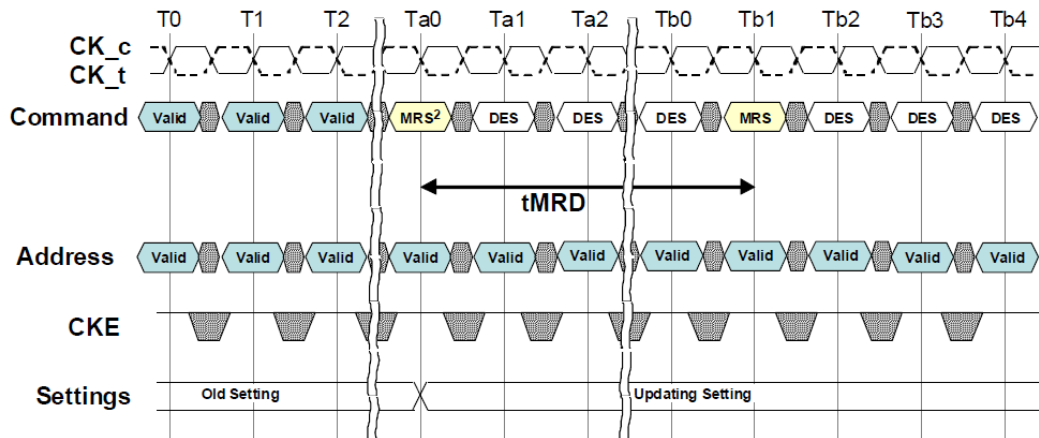 T0 T1 T2 Ta0 Ta1 Ta2 Tb0 Tb1 Tb2 Tb3 Tb4
CK_c
CK_t
Command Valid Valid Valid MRS² DES DES DES MRS DES DES DES
tMRD
Address Valid Valid Valid Valid Valid Valid Valid Valid Valid Valid Valid
CKE
Settings Old Setting Updating Setting